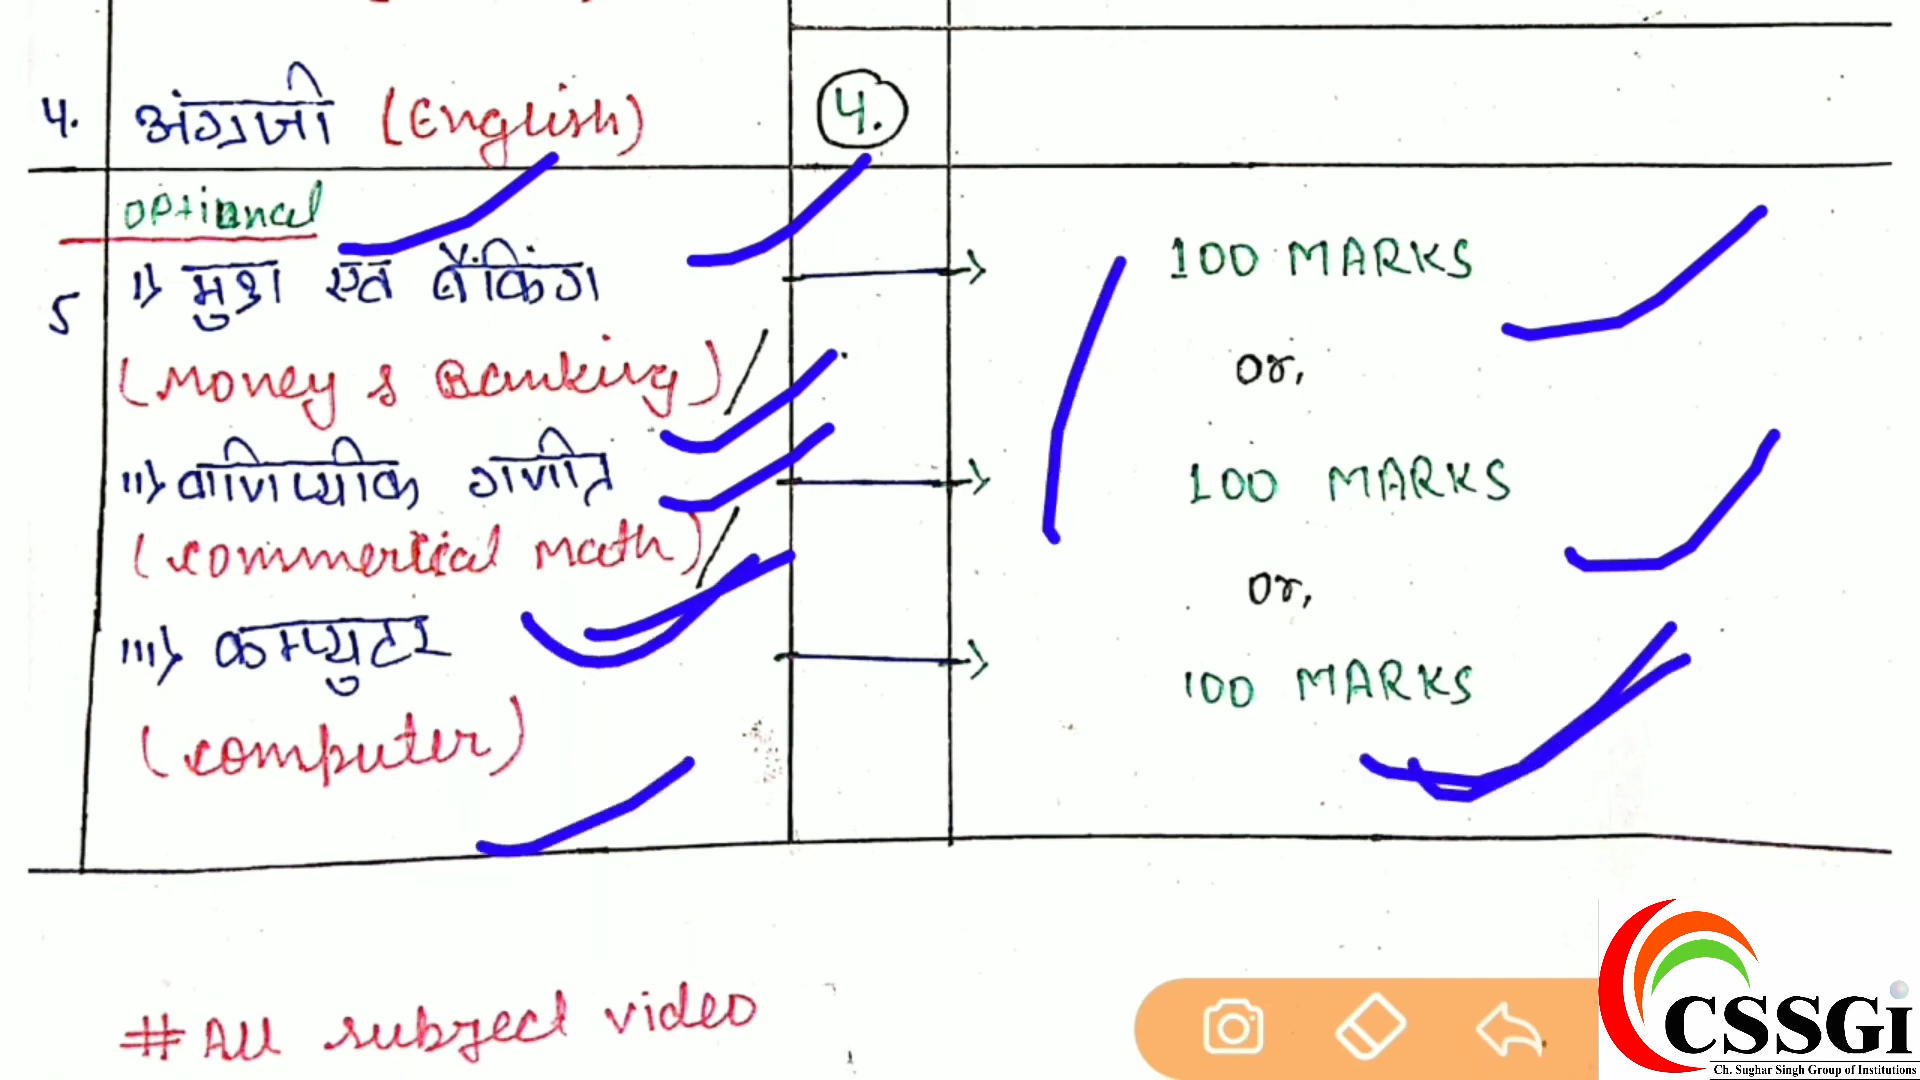 4. अंग्रजी (English) 4.
optional
5 i) मुद्रा एवं बैंकिंग 100 MARKS
(Money & Banking) / or,
ii) वाणिज्यीक गणीत 100 MARKS
(commercial math) / or,
iii) कम्प्युटर 100 MARKS
(computer)
# All subject video
CSSGi
Ch. Sughar Singh Group of Institutions